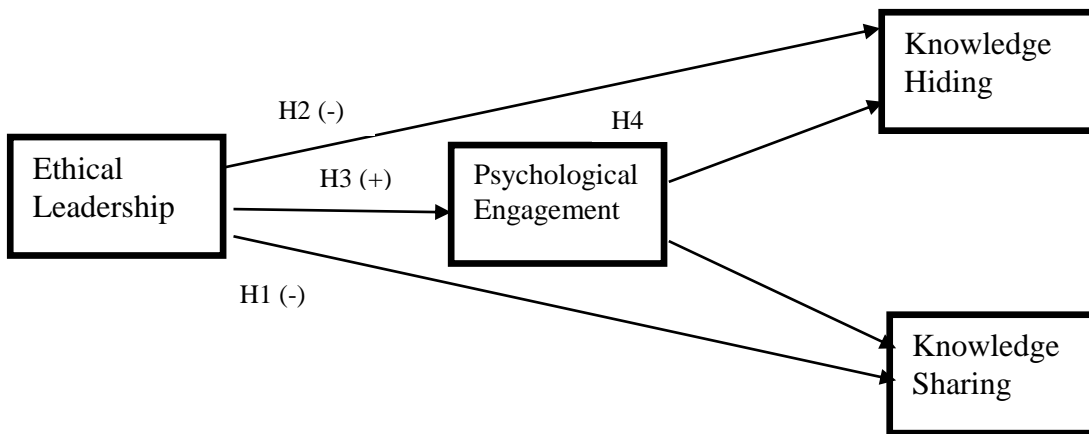 Knowledge
Hiding
H2 (-)
H4
Ethical
Leadership
H3 (+)
Psychological
Engagement
H1 (-)
Knowledge
Sharing